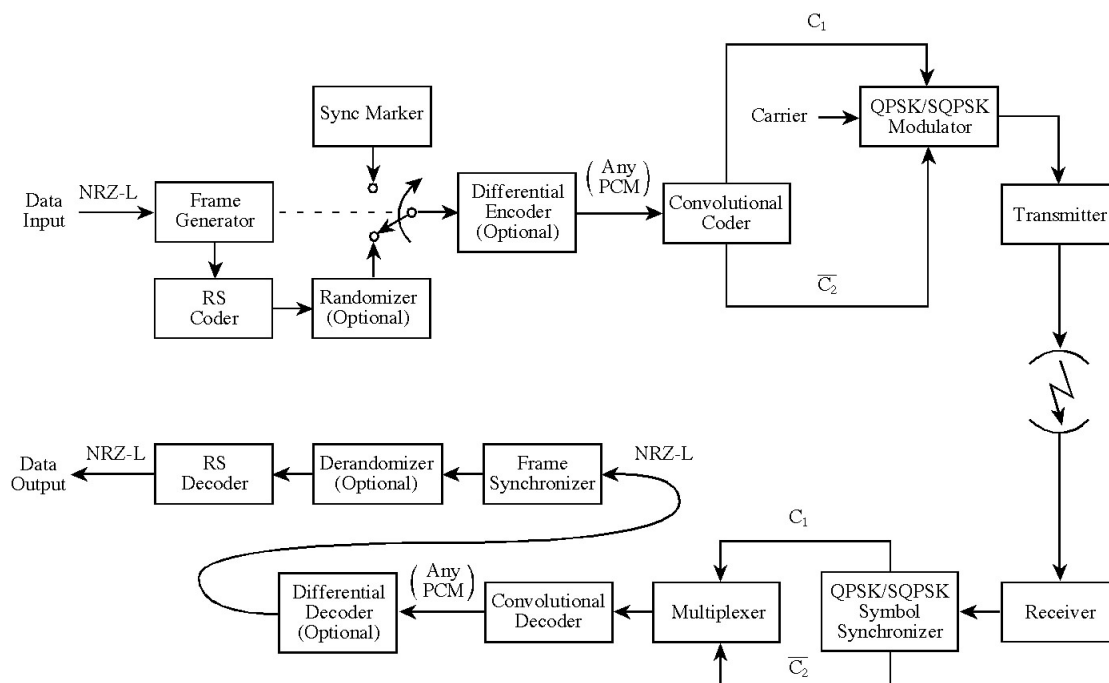 C₁
Sync Marker
Carrier
QPSK/SQPSK
Modulator
Data
Input
NRZ-L
Frame
Generator
Differential
Encoder
(Optional)
(Any
PCM)
Convolutional
Coder
Transmitter
RS
Coder
Randomizer
(Optional)
C̅₂
Data
Output
NRZ-L
RS
Decoder
Derandomizer
(Optional)
Frame
Synchronizer
NRZ-L
C₁
Differential
Decoder
(Optional)
(Any
PCM)
Convolutional
Decoder
Multiplexer
QPSK/SQPSK
Symbol
Synchronizer
Receiver
C̅₂